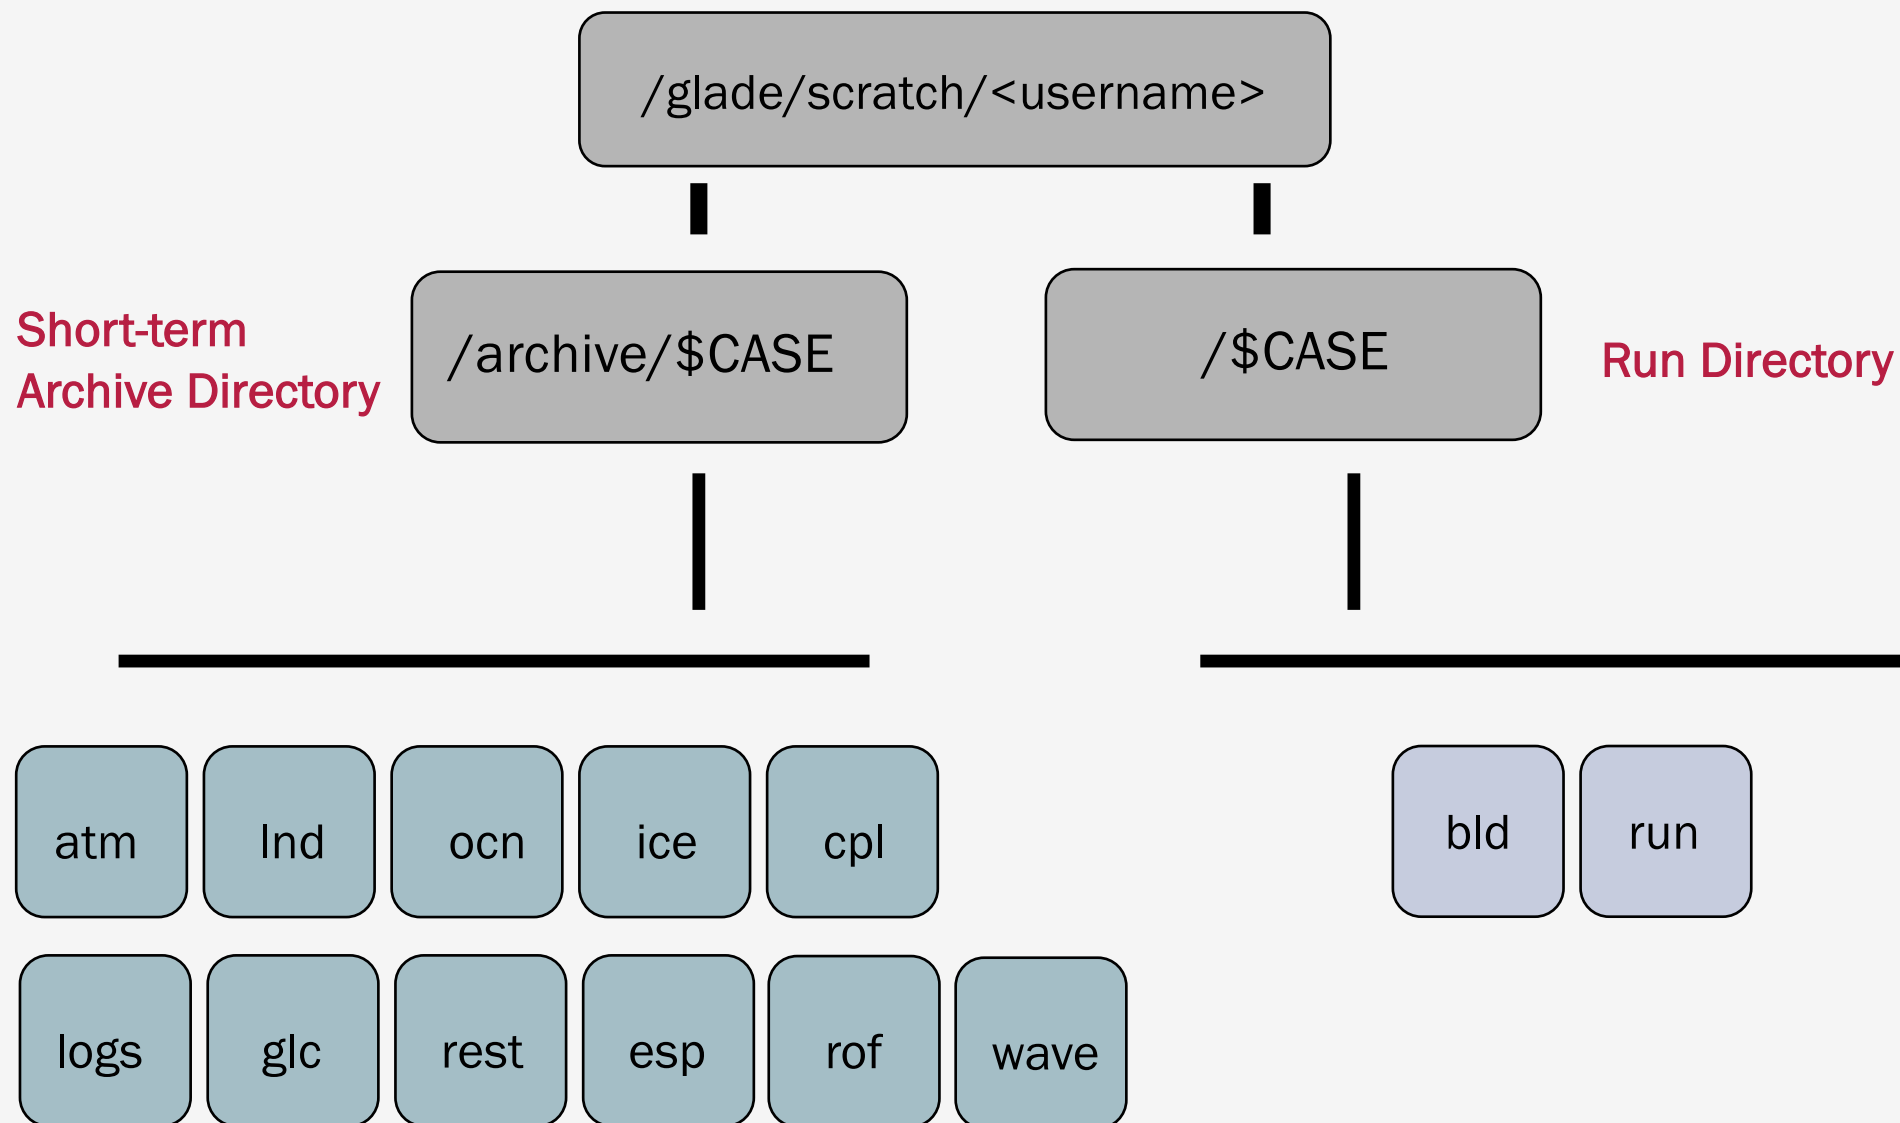 /glade/scratch/<username>
Short-term
Archive Directory
/archive/$CASE
/$CASE
Run Directory
atm
lnd
ocn
ice
cpl
bld
run
logs
glc
rest
esp
rof
wave